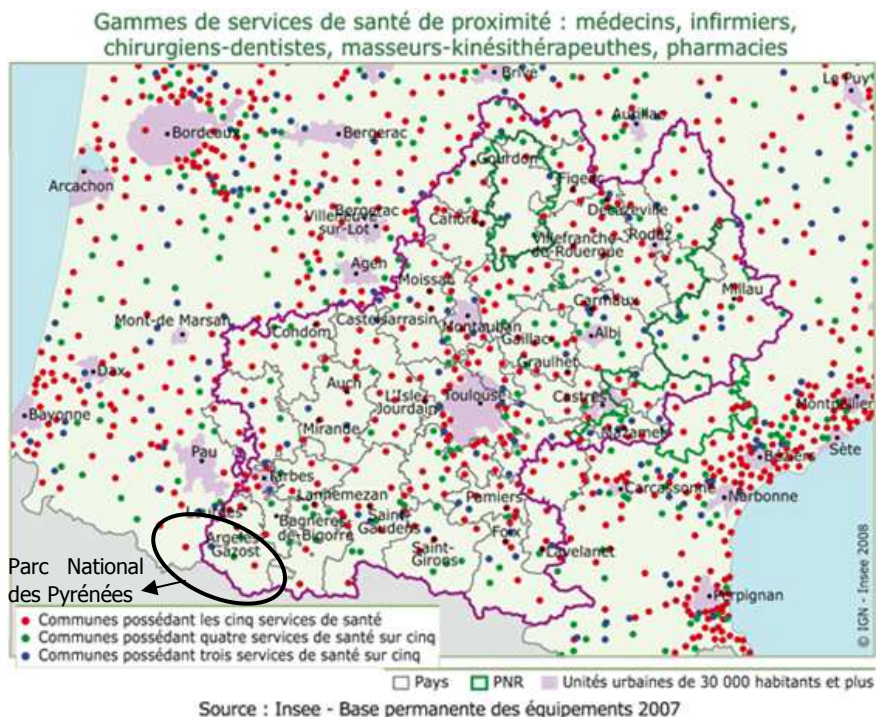 Gammes de services de santé de proximité : médecins, infirmiers,
chirurgiens-dentistes, masseurs-kinésithérapeuthes, pharmacies
Brive
Le Puy
Aurillac
Bordeaux
Bergerac
Gourdon
Arcachon
Figeac
Bergerac
Decazeville
Villeneuve-
sur-Lot
Cahors
Villefranche-
de-Rouergue
Rodez
Agen
Moissac
Millau
Carmaux
Mont-de Marsan
Castelsarrasin
Montauban
Condom
Albi
Gaillac
Graulhet
Dax
Auch
L'Isle-
Jourdain
Toulouse
Castres
Montpellier
Bayonne
Mirande
Mazamet
Sète
Pau
Béziers
Tarbes
Carcassonne
Lannemezan
Pamiers
Narbonne
Lourdes
Bagnères-
de-Bigorre
Saint-
Gaudens
Argelès-
Gazost
Foix
Saint-
Girons
Lavelanet
Parc National
des Pyrénées
Perpignan
© IGN - Insee 2008
Communes possédant les cinq services de santé
Communes possédant quatre services de santé sur cinq
Communes possédant trois services de santé sur cinq
Pays PNR Unités urbaines de 30 000 habitants et plus
Source : Insee - Base permanente des équipements 2007